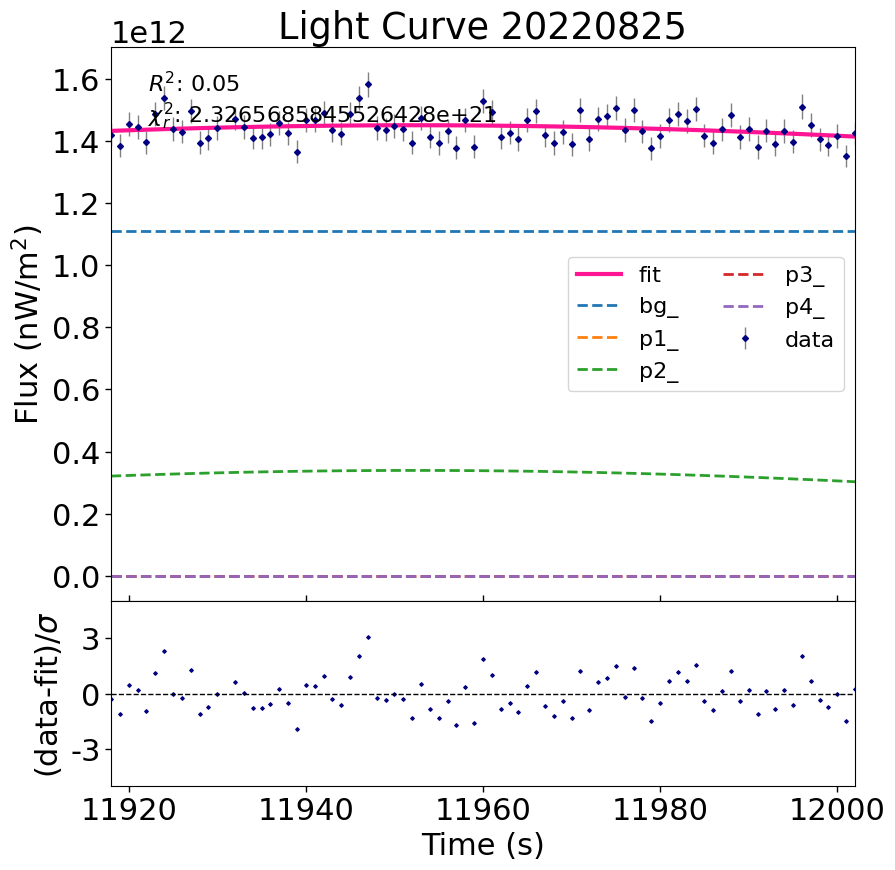 Light Curve 20220825
1e12
R²: 0.05
χ²ᵣ: 2.3265685845526428e+21
1.6
1.4
1.2
1.0
0.8
0.6
0.4
0.2
0.0
Flux (nW/m²)
fit
bg_
p1_
p2_
p3_
p4_
data
3
0
-3
(data-fit)/σ
11920
11940
11960
11980
12000
Time (s)